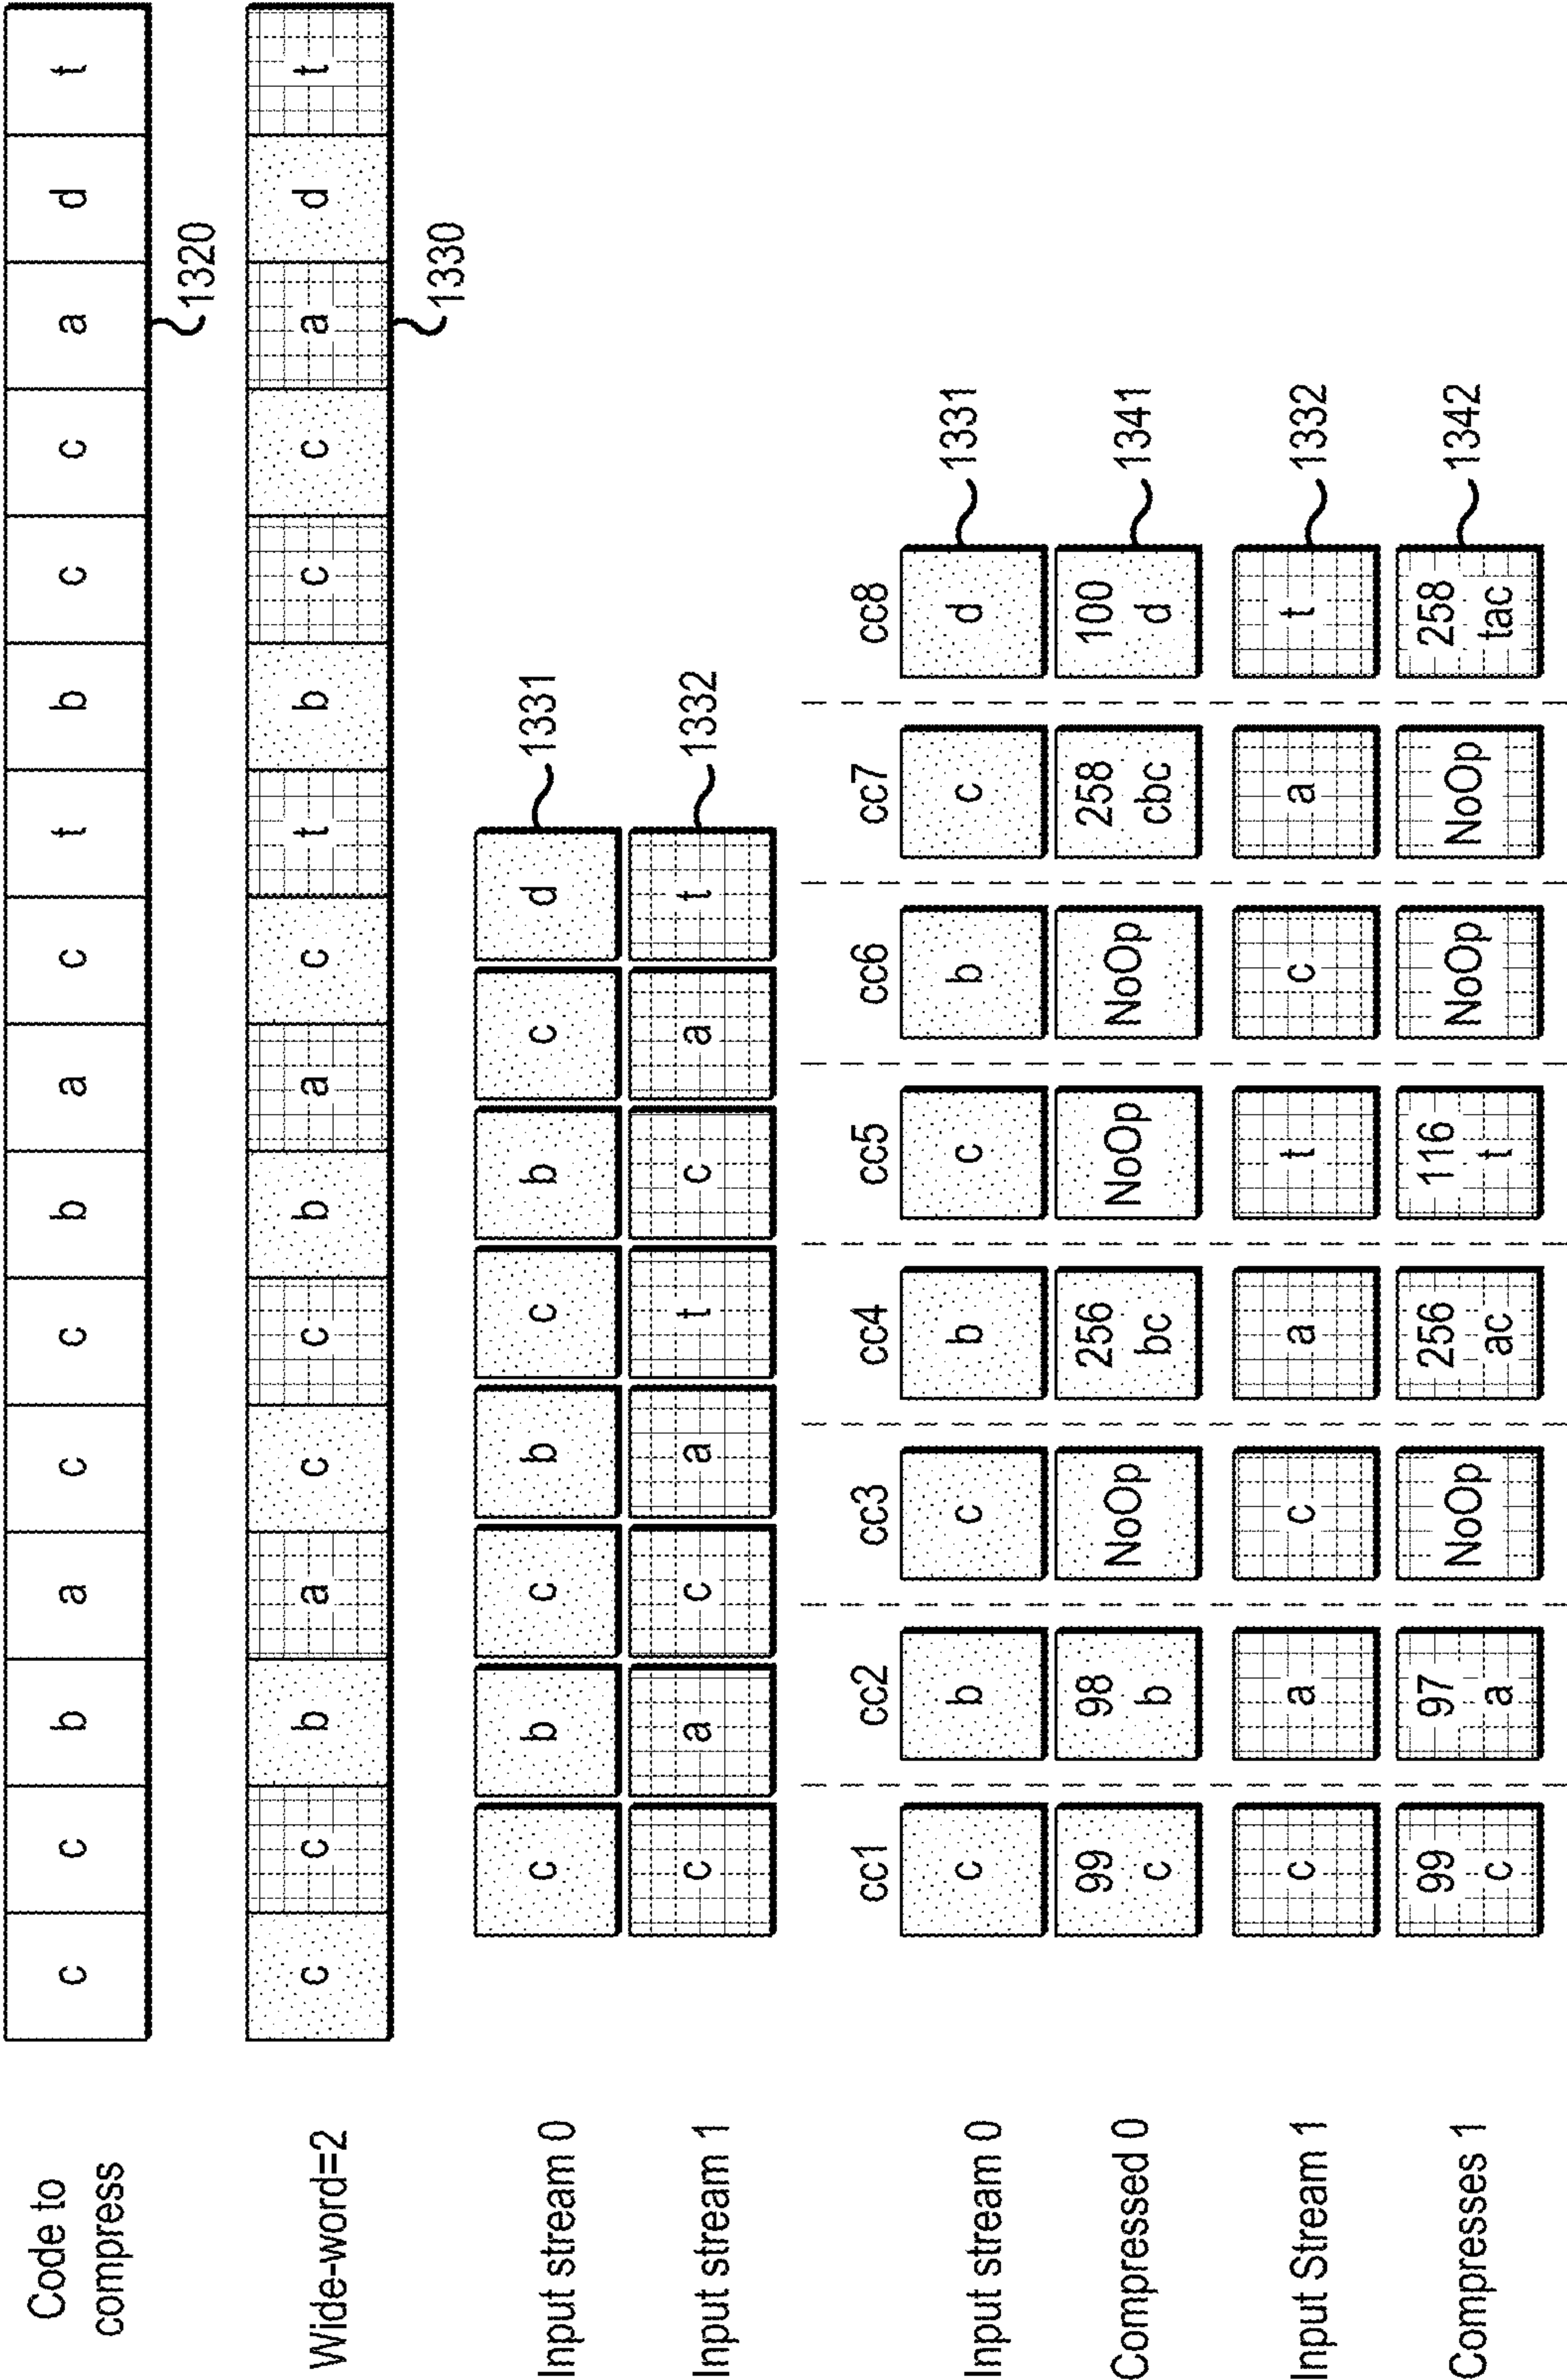 Code to
compress
c c b a c c b a c t b c c a d t
1320
Wide-word=2
c c b a c c b a c t b c c a d t
1330
Input stream 0 c b c b c b c d 1331
Input stream 1 c a c a t c a t 1332
cc1 cc2 cc3 cc4 cc5 cc6 cc7 cc8
Input stream 0 c b c b c b c d 1331
Compressed 0 99 c 98 b NoOp 256 bc NoOp NoOp 258 cbc 100 d 1341
Input Stream 1 c a c a t c a t 1332
Compresses 1 99 c 97 a NoOp 256 ac 116 t NoOp NoOp 258 tac 1342